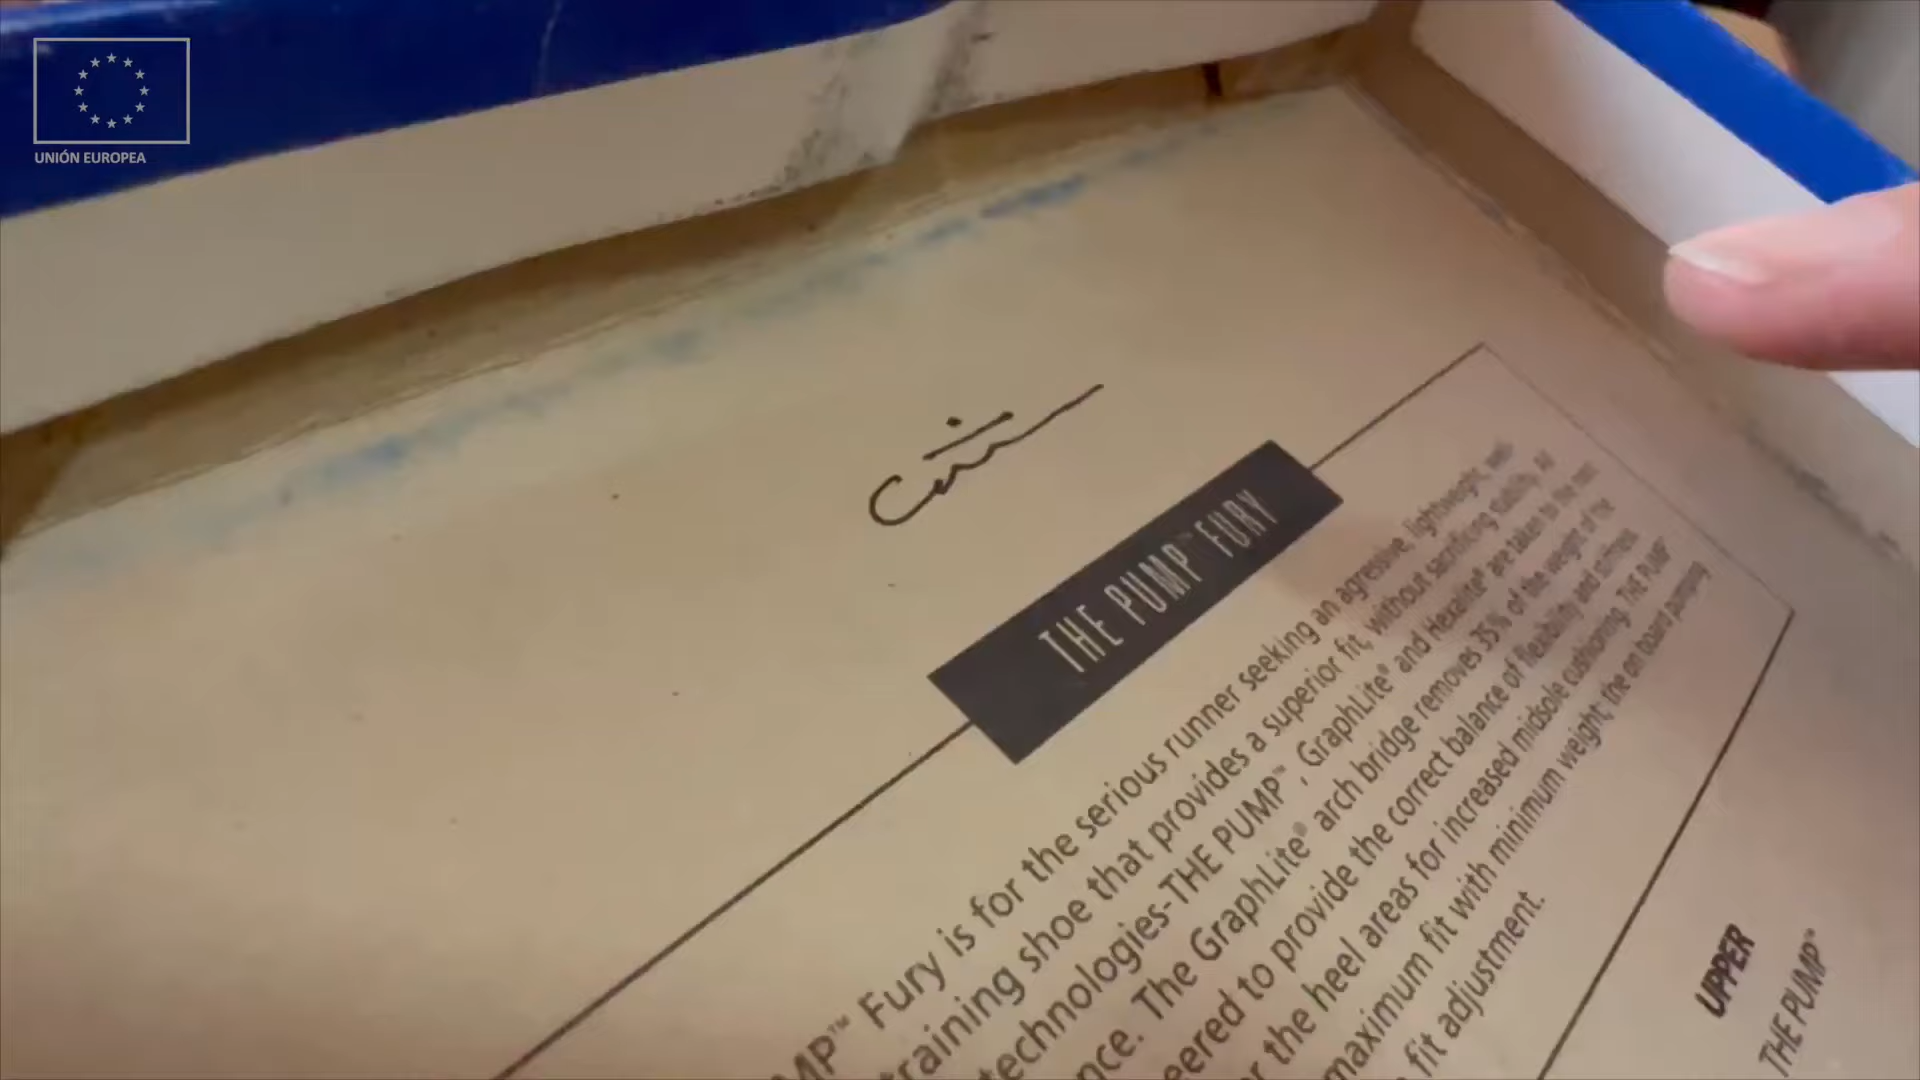 UNIÓN EUROPEA
THE PUMP™ FURY
MP™ Fury is for the serious runner seeking an agressive, lightweight,
training shoe that provides a superior fit, without sacrificing stability. All
technologies-THE PUMP™, GraphLite® and Hexalite® are taken to the
nce. The GraphLite® arch bridge removes 35% of the weight of the
eered to provide the correct balance of flexibility and
r the heel areas for increased midsole cushioning. THE PUMP™
maximum fit with minimum weight; the on board pumping
fit adjustment.
UPPER
THE PUMP™